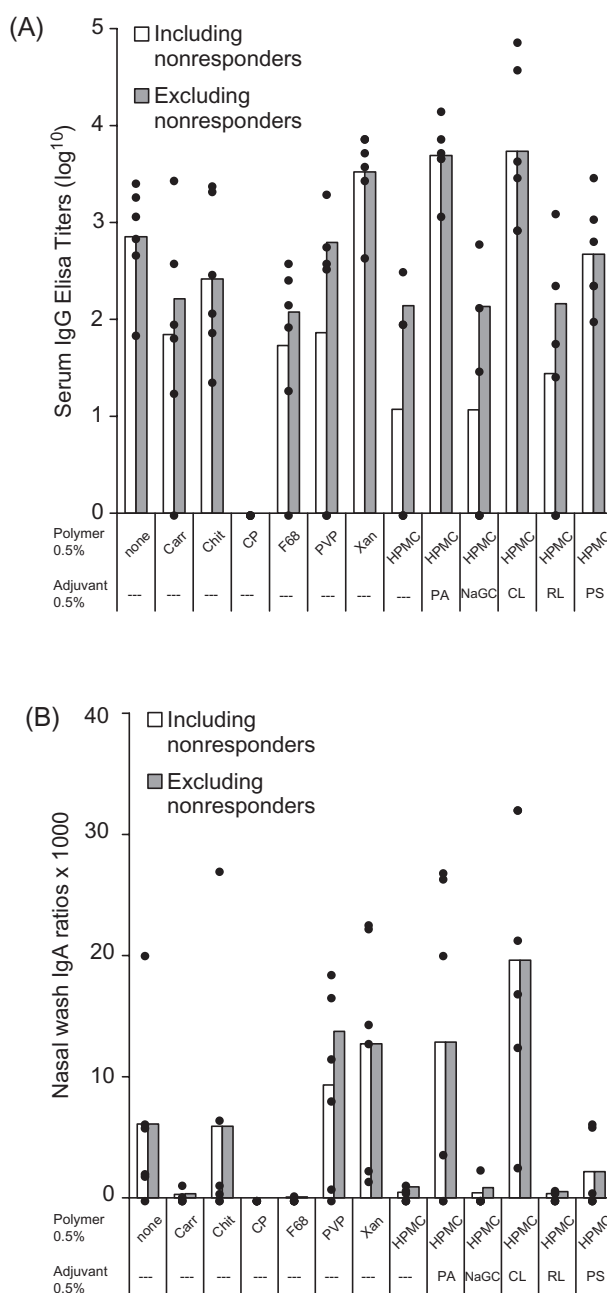 (A)
Including
nonresponders
Excluding
nonresponders
Serum IgG Elisa Titers (log10)
5
4
3
2
1
0
Polymer
0.5%
none Carr Chit CP F68 PVP Xan HPMC HPMC HPMC HPMC HPMC HPMC
Adjuvant
0.5%
--- --- --- --- --- --- --- --- PA NaGC CL RL PS
(B)
Including
nonresponders
Excluding
nonresponders
Nasal wash IgA ratios x 1000
40
30
20
10
0
Polymer
0.5%
none Carr Chit CP F68 PVP Xan HPMC HPMC HPMC HPMC HPMC HPMC
Adjuvant
0.5%
--- --- --- --- --- --- --- --- PA NaGC CL RL PS